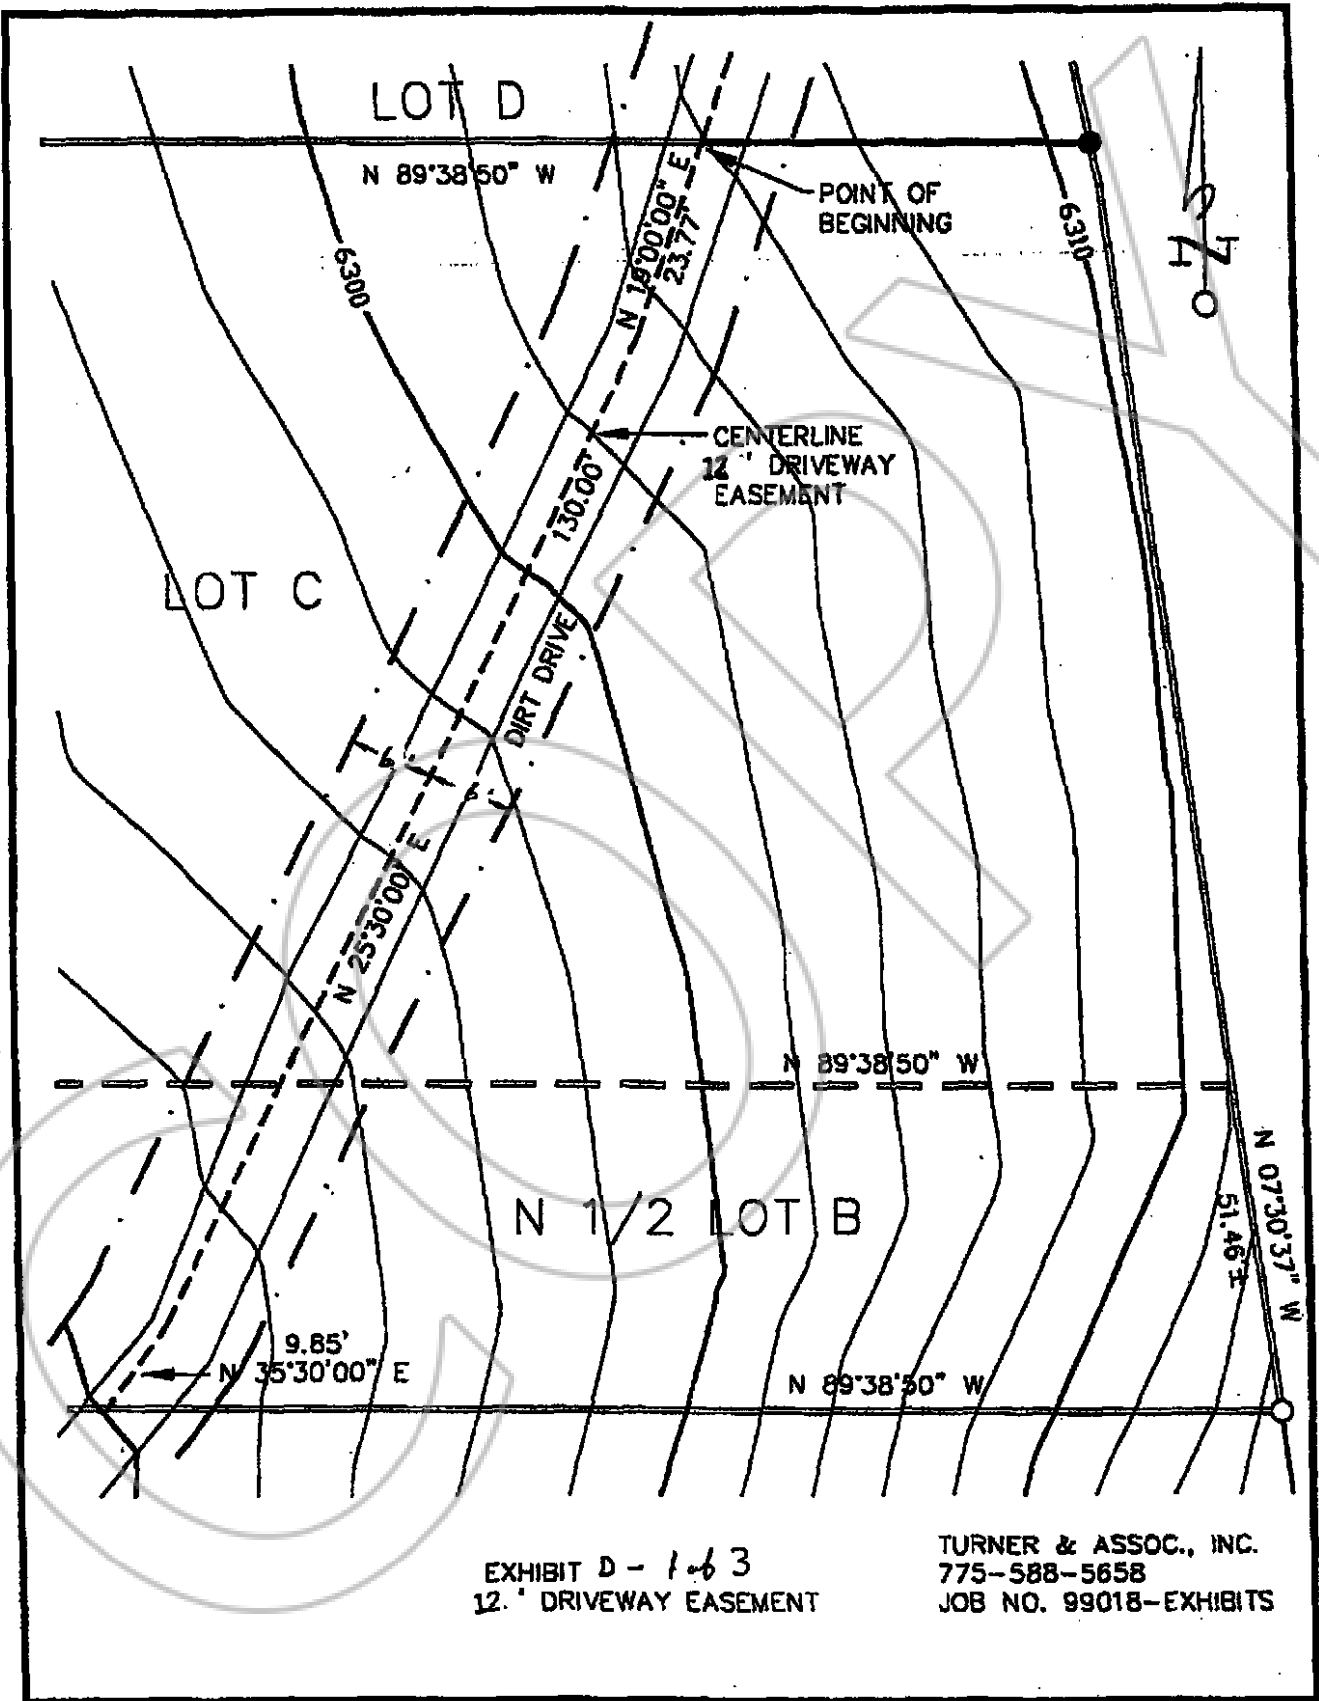 LOT D
N 89°38'50" W
POINT OF
BEGINNING
N
6310
6300
N 19°00'00" E
23.77'
CENTERLINE
12' DRIVEWAY
EASEMENT
130.00'
LOT C
DIRT DRIVE
6'
6'
N 25°30'00" E
N 89°38'50" W
N 07°30'37" W
51.46'±
N 1/2 LOT B
9.85'
N 35°30'00" E
N 89°38'50" W
COPY
EXHIBIT D - 1 of 3
12.' DRIVEWAY EASEMENT
TURNER & ASSOC., INC.
775-588-5658
JOB NO. 99018-EXHIBITS